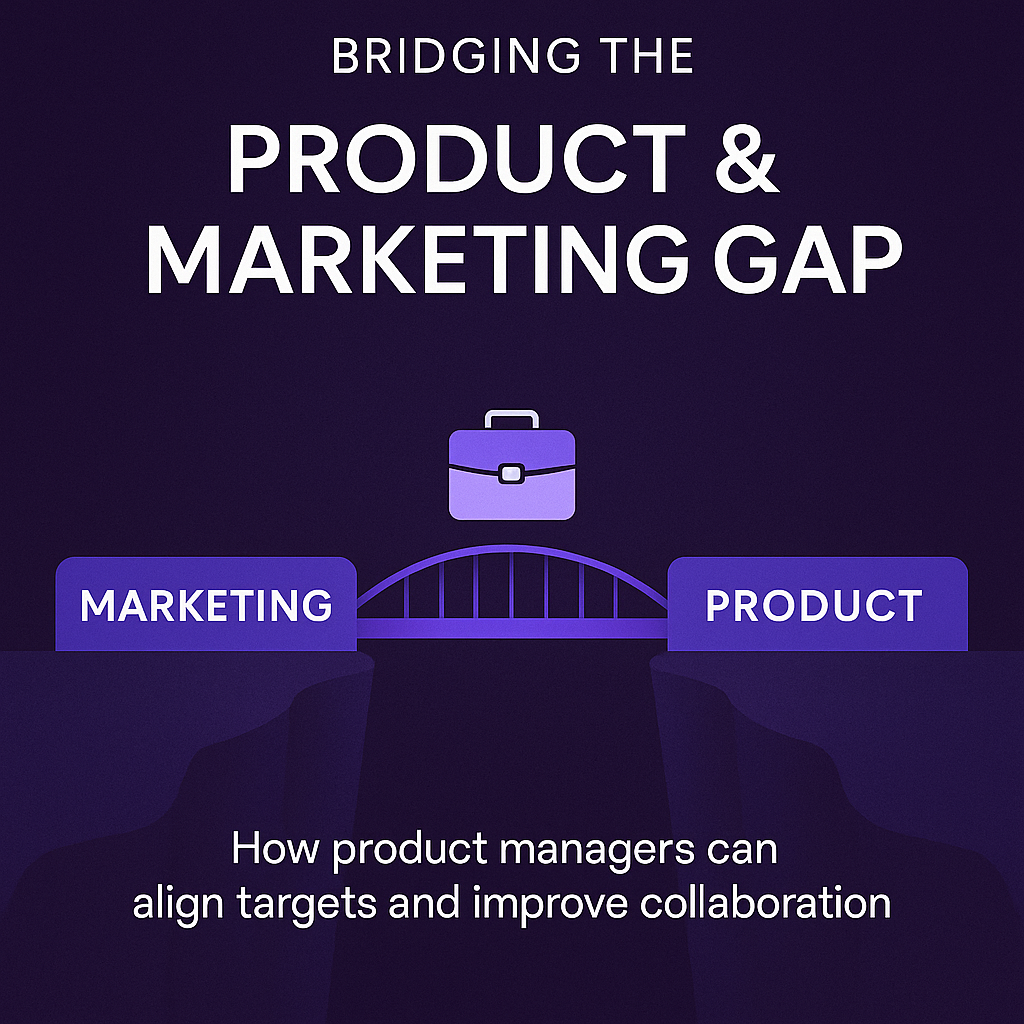 BRIDGING THE
PRODUCT &
MARKETING GAP
MARKETING
PRODUCT
How product managers can
align targets and improve collaboration